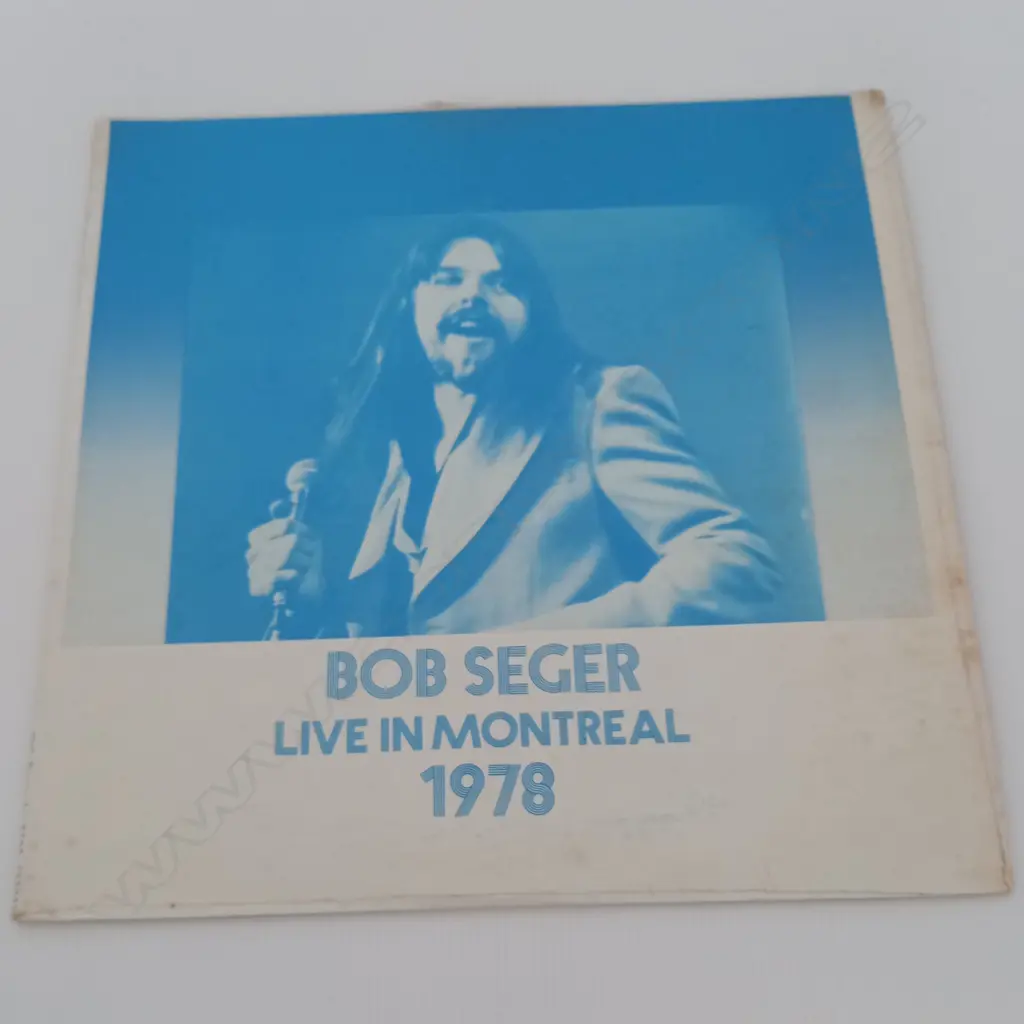 BOB SEGER
LIVE IN MONTREAL
1978